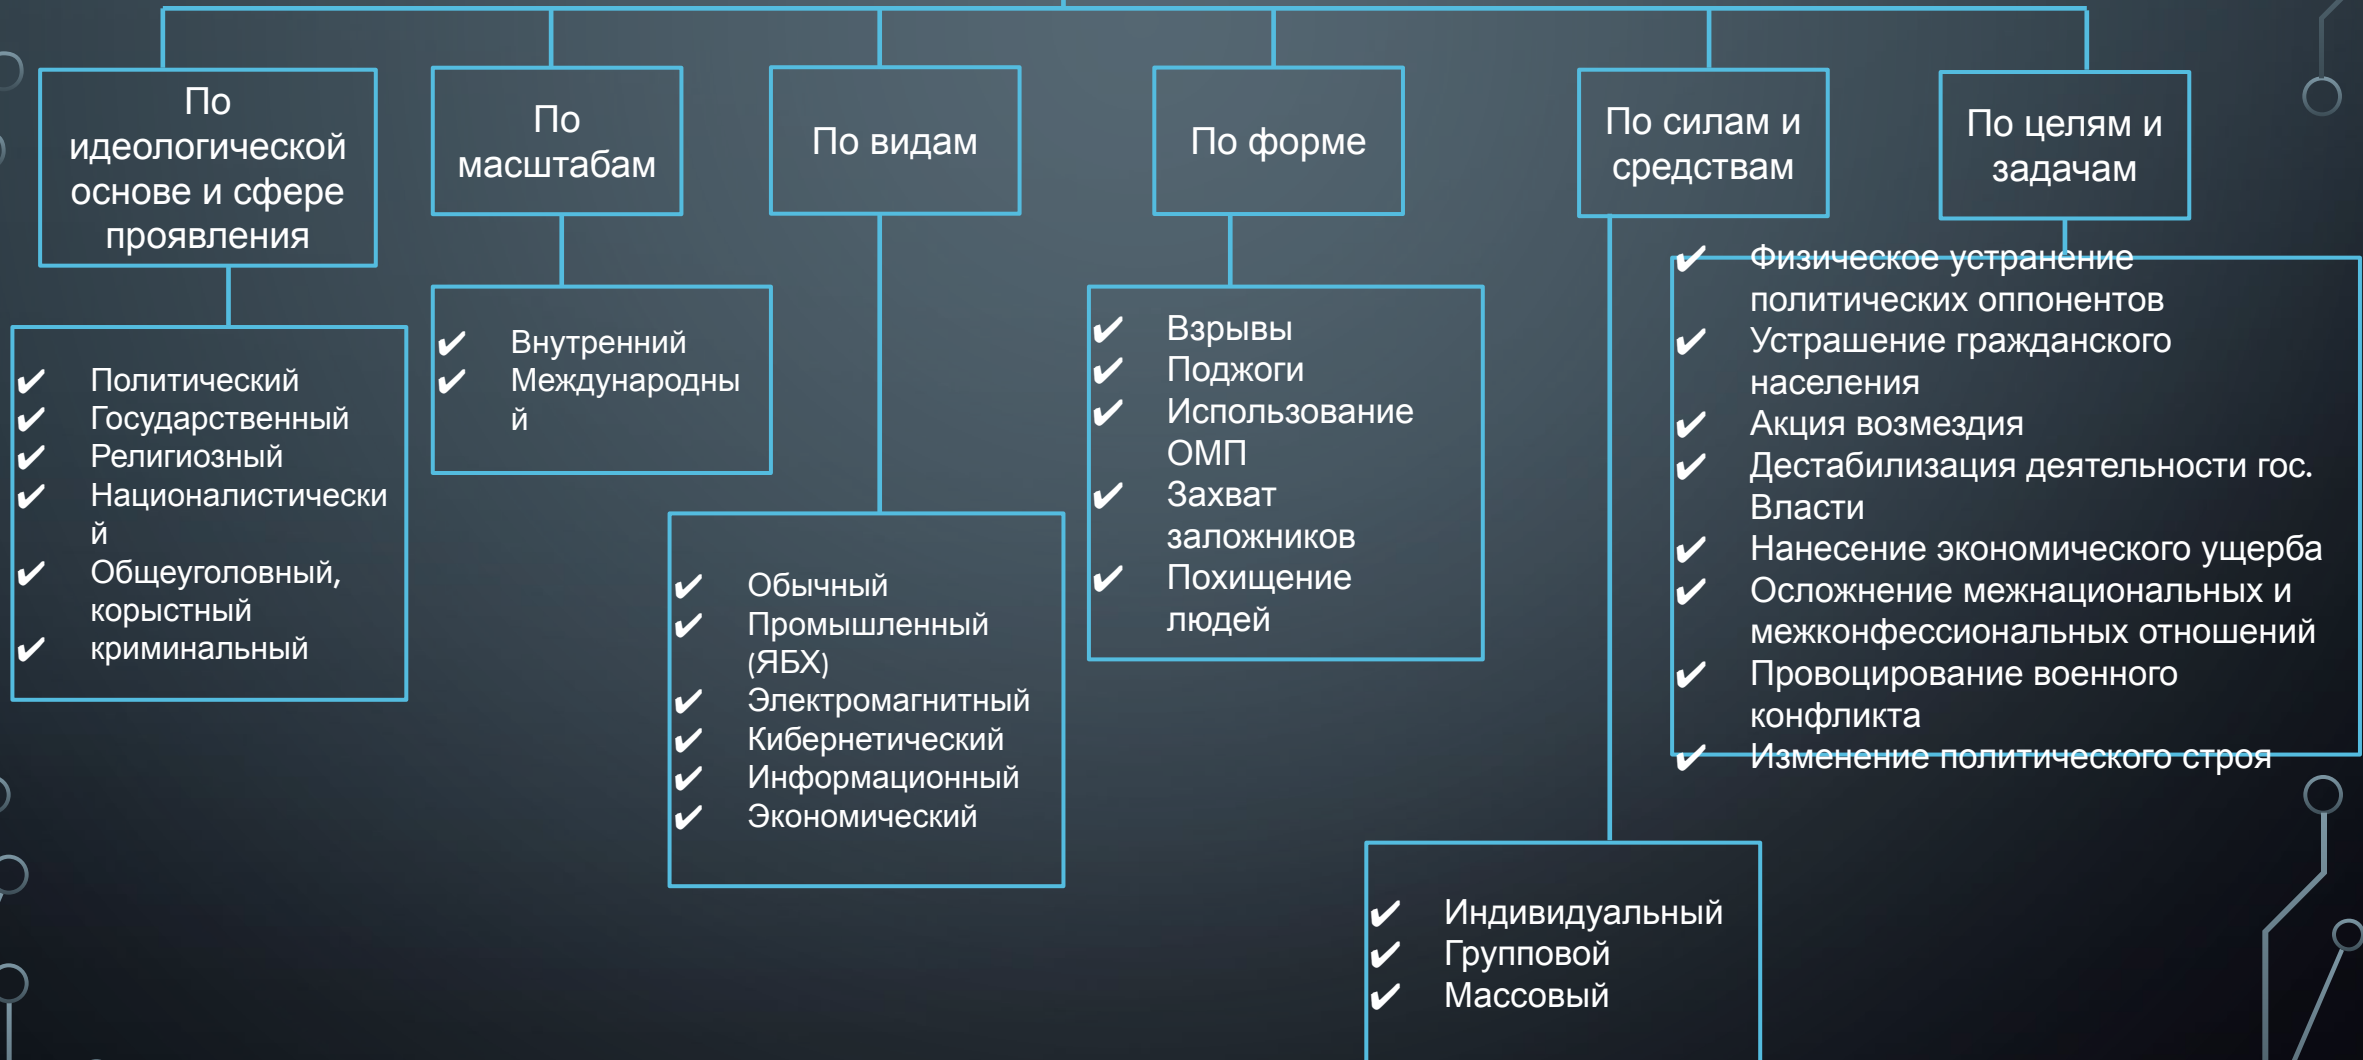 По
идеологической
основе и сфере
проявления
По
масштабам
По видам
По форме
По силам и
средствам
По целям и
задачам
✔ Политический
✔ Государственный
✔ Религиозный
✔ Националистически
й
✔ Общеуголовный,
корыстный
✔ криминальный
✔ Внутренний
✔ Международны
й
✔ Обычный
✔ Промышленный
(ЯБХ)
✔ Электромагнитный
✔ Кибернетический
✔ Информационный
✔ Экономический
✔ Взрывы
✔ Поджоги
✔ Использование
ОМП
✔ Захват
заложников
✔ Похищение
людей
✔ Индивидуальный
✔ Групповой
✔ Массовый
✔ Физическое устранение
политических оппонентов
✔ Устрашение гражданского
населения
✔ Акция возмездия
✔ Дестабилизация деятельности гос.
Власти
✔ Нанесение экономического ущерба
✔ Осложнение межнациональных и
межконфессиональных отношений
✔ Провоцирование военного
конфликта
✔ Изменение политического строя